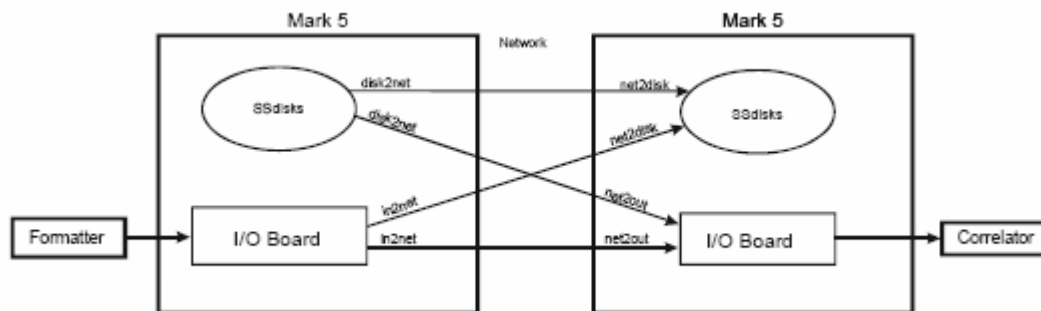 Mark 5
Mark 5
Network
disk2net
net2disk
SSdisks
SSdisks
disk2net
net2disk
in2net
net2out
Formatter
I/O Board
in2net
net2out
I/O Board
Correlator